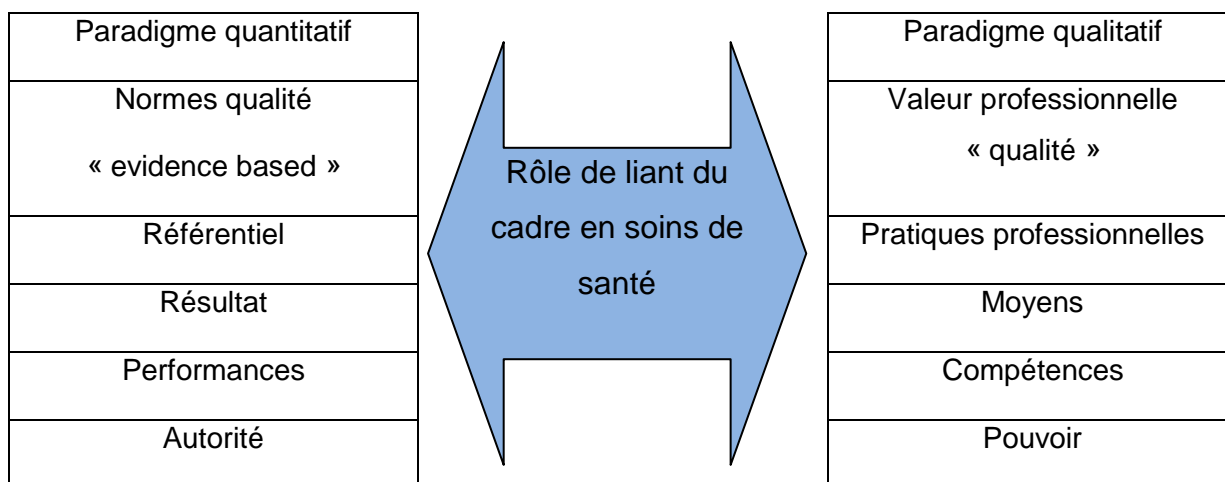 Paradigme quantitatif
Normes qualité
« evidence based »
Référentiel
Résultat
Performances
Autorité
Rôle de liant du
cadre en soins de
santé
Paradigme qualitatif
Valeur professionnelle
« qualité »
Pratiques professionnelles
Moyens
Compétences
Pouvoir